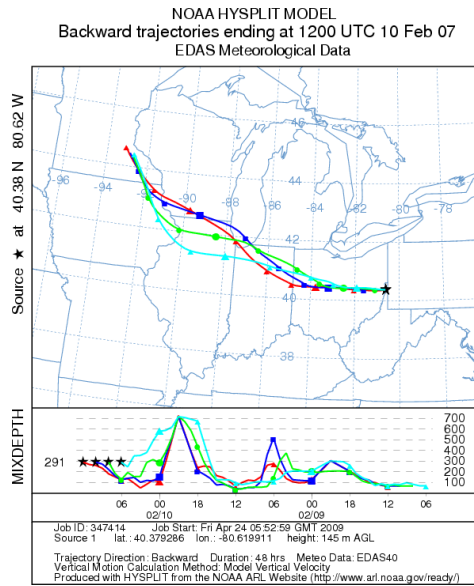 NOAA HYSPLIT MODEL
Backward trajectories ending at 1200 UTC 10 Feb 07
EDAS Meteorological Data
Source ★ at 40.38 N 80.62 W
-96
-94
-90
-84
-82
-80
-78
46
44
42
40
38
MIXDEPTH
291
700
600
500
400
300
200
100
06 00 18 12 06 00 18 12 06
02/10 02/09
Job ID: 347414 Job Start: Fri Apr 24 05:52:59 GMT 2009
Source 1 lat.: 40.379286 lon.: -80.619911 height: 145 m AGL
Trajectory Direction: Backward Duration: 48 hrs Meteo Data: EDAS40
Vertical Motion Calculation Method: Model Vertical Velocity
Produced with HYSPLIT from the NOAA ARL Website (http://www.arl.noaa.gov/ready/)